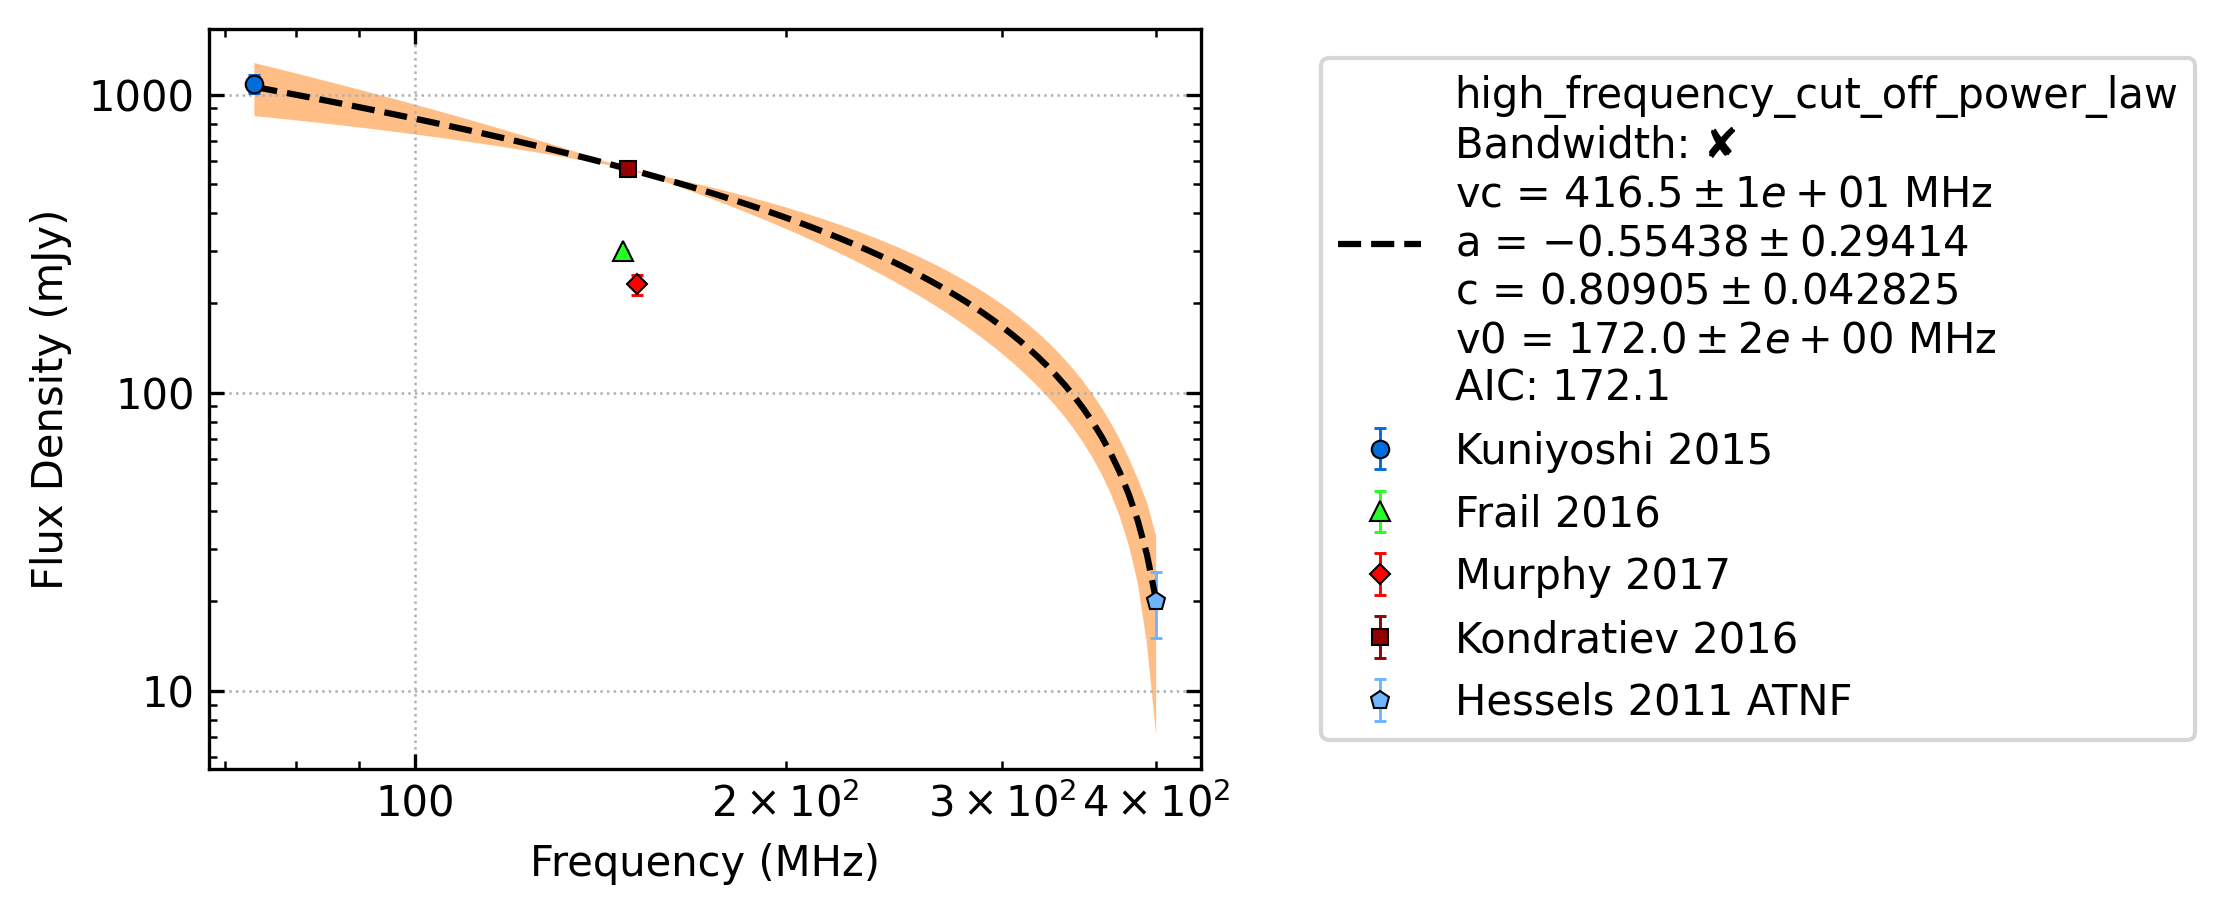 1000
100
10
Flux Density (mJy)
100
2 × 10²
3 × 10²
4 × 10²
Frequency (MHz)
high_frequency_cut_off_power_law
Bandwidth: ✘
vc = 416.5 ± 1e + 01 MHz
a = −0.55438 ± 0.29414
c = 0.80905 ± 0.042825
v0 = 172.0 ± 2e + 00 MHz
AIC: 172.1
Kuniyoshi 2015
Frail 2016
Murphy 2017
Kondratiev 2016
Hessels 2011 ATNF